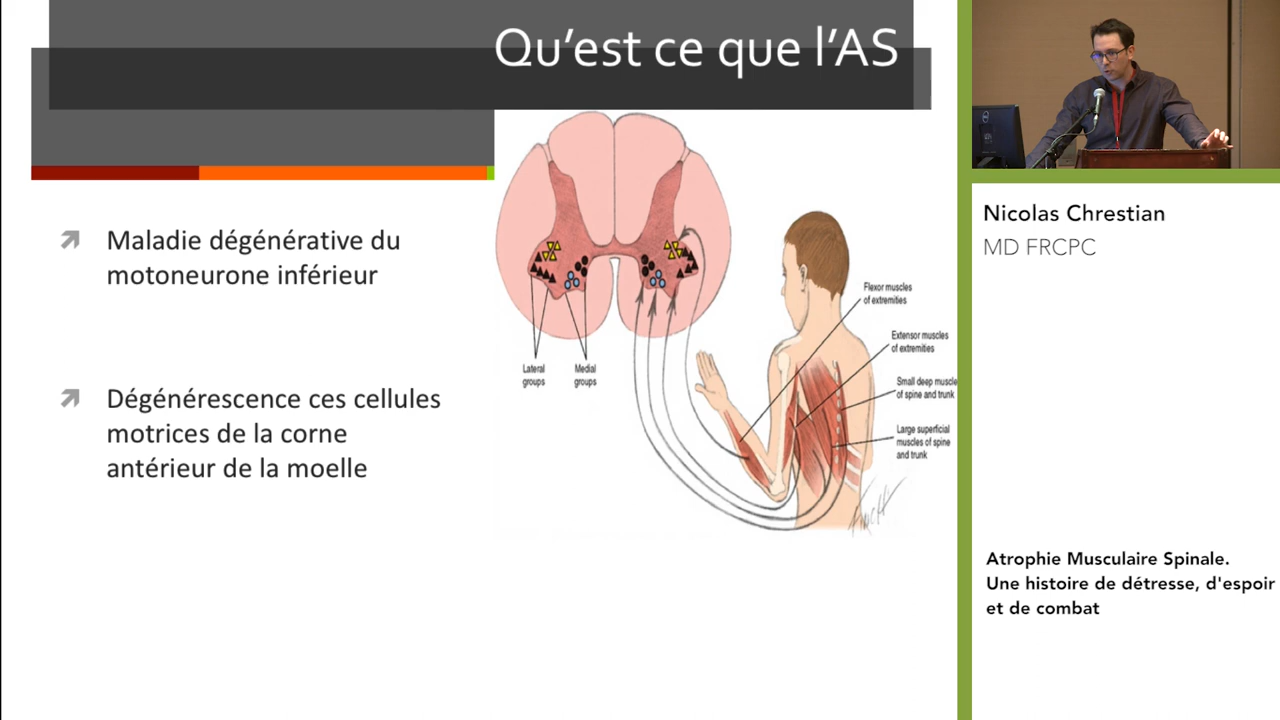 Qu’est ce que l’AS
Maladie dégénérative du
motoneurone inférieur
Dégénérescence ces cellules
motrices de la corne
antérieur de la moelle
Lateral
groups
Medial
groups
Flexor muscles
of extremities
Extensor muscles
of extremities
Small deep muscle
of spine and trunk
Large superficial
muscles of spine
and trunk
Nicolas Chrestian
MD FRCPC
Atrophie Musculaire Spinale.
Une histoire de détresse, d'espoir
et de combat